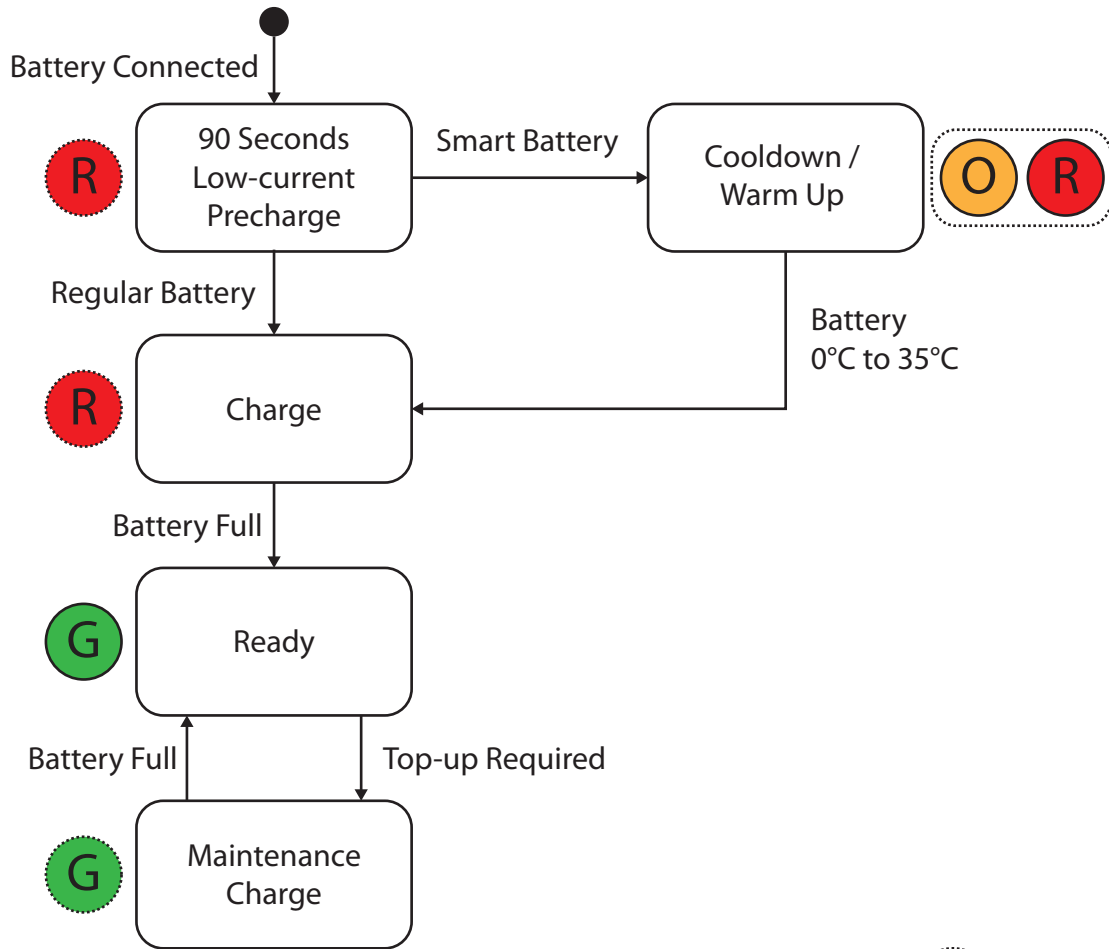 Battery Connected
R
90 Seconds
Low-current
Precharge
Smart Battery
Cooldown /
Warm Up
O
R
Regular Battery
Battery
0°C to 35°C
R
Charge
Battery Full
G
Ready
Battery Full
Top-up Required
G
Maintenance
Charge